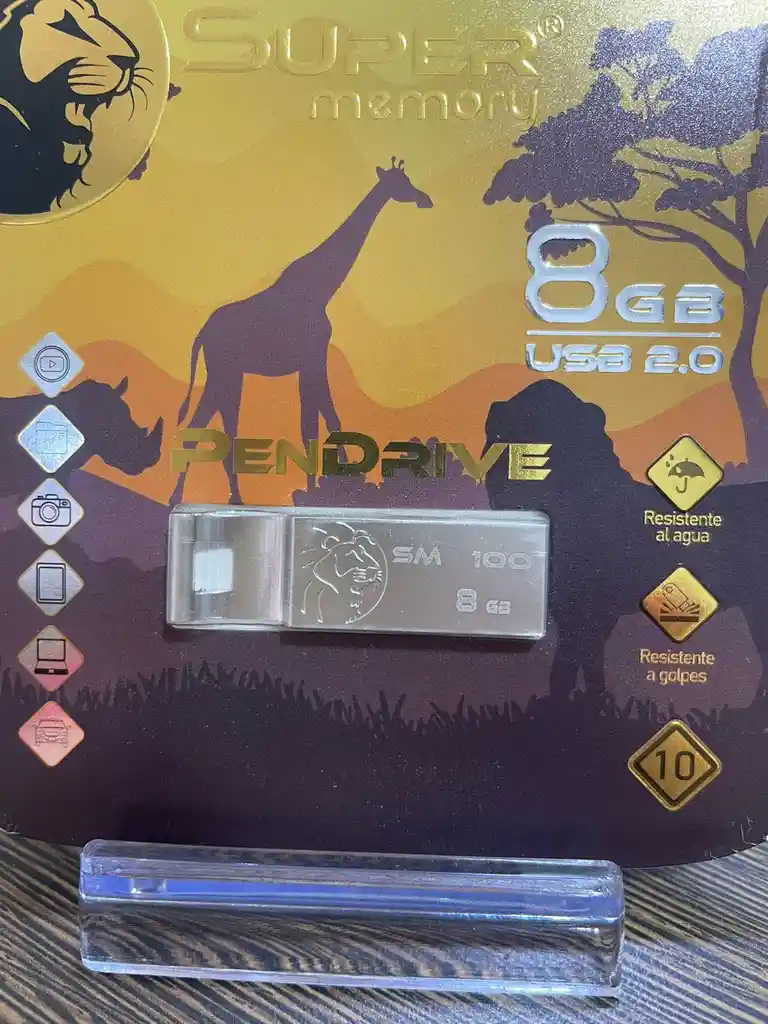 SUPER®
memory
8GB
USB 2.0
PENDRIVE
SM 100
8 GB
Resistente
al agua
Resistente
a golpes
10